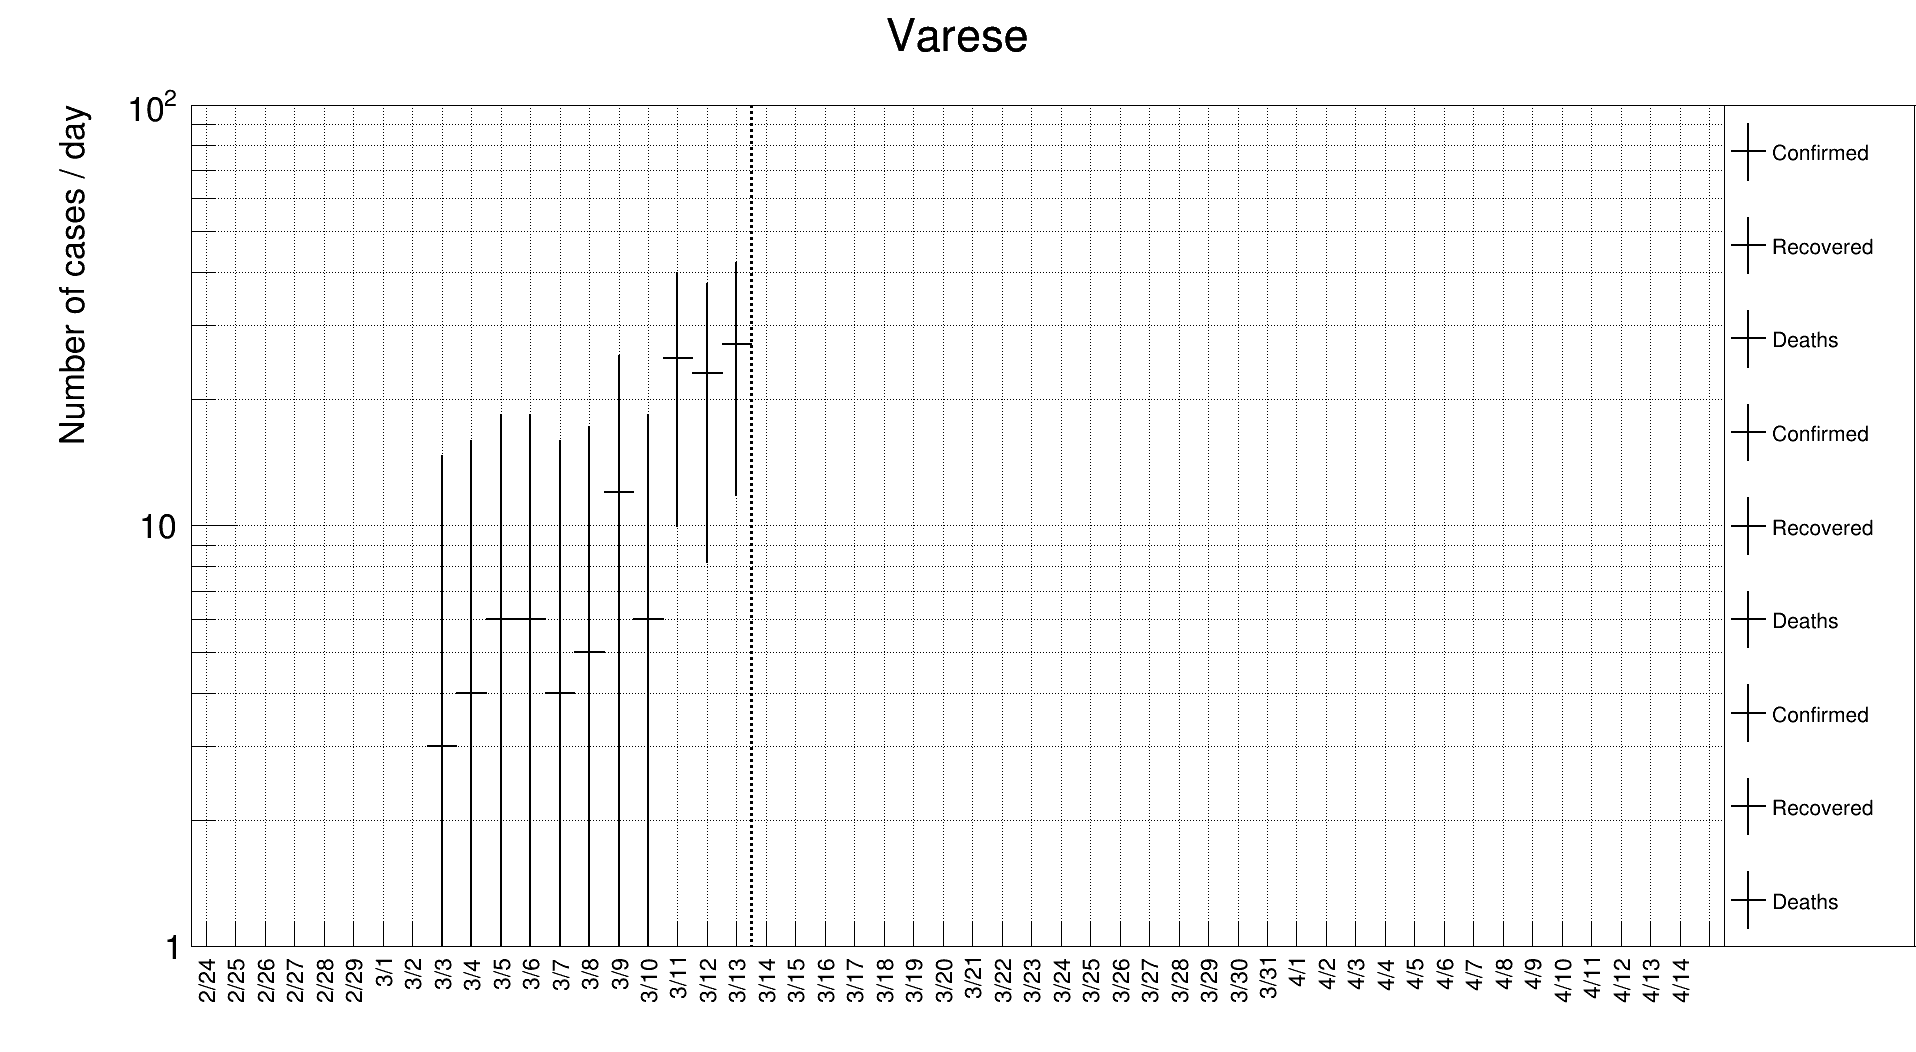 Varese
Number of cases / day
10²
10
1
2/24 2/25 2/26 2/27 2/28 2/29 3/1 3/2 3/3 3/4 3/5 3/6 3/7 3/8 3/9 3/10 3/11 3/12 3/13 3/14 3/15 3/16 3/17 3/18 3/19 3/20 3/21 3/22 3/23 3/24 3/25 3/26 3/27 3/28 3/29 3/30 3/31 4/1 4/2 4/3 4/4 4/5 4/6 4/7 4/8 4/9 4/10 4/11 4/12 4/13 4/14
Confirmed
Recovered
Deaths
Confirmed
Recovered
Deaths
Confirmed
Recovered
Deaths